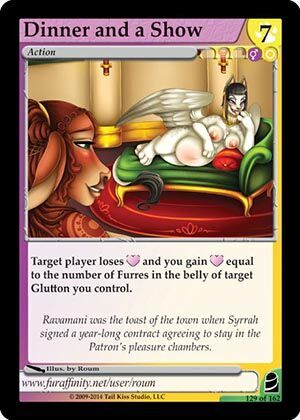 Dinner and a Show
7
Action
Target player loses and you gain equal
to the number of Furres in the belly of target
Glutton you control.
Ravamani was the toast of the town when Syrrah
signed a year-long contract agreeing to stay in the
Patron's pleasure chambers.
Illus. by Roum
www.furaffinity.net/user/roum
129 of 162
© 2009-2014 Tail Kiss Studio, LLC